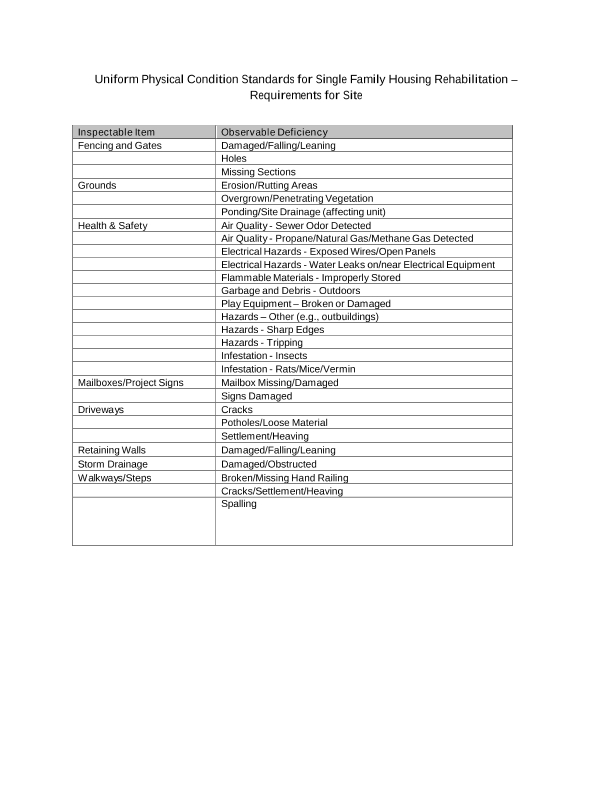 Uniform Physical Condition Standards for Single Family Housing Rehabilitation –
Requirements for Site
Inspectable Item Observable Deficiency
Fencing and Gates Damaged/Falling/Leaning
Holes
Missing Sections
Grounds Erosion/Rutting Areas
Overgrown/Penetrating Vegetation
Ponding/Site Drainage (affecting unit)
Health & Safety Air Quality - Sewer Odor Detected
Air Quality - Propane/Natural Gas/Methane Gas Detected
Electrical Hazards - Exposed Wires/Open Panels
Electrical Hazards - Water Leaks on/near Electrical Equipment
Flammable Materials - Improperly Stored
Garbage and Debris - Outdoors
Play Equipment – Broken or Damaged
Hazards – Other (e.g., outbuildings)
Hazards - Sharp Edges
Hazards - Tripping
Infestation - Insects
Infestation - Rats/Mice/Vermin
Mailboxes/Project Signs Mailbox Missing/Damaged
Signs Damaged
Driveways Cracks
Potholes/Loose Material
Settlement/Heaving
Retaining Walls Damaged/Falling/Leaning
Storm Drainage Damaged/Obstructed
Walkways/Steps Broken/Missing Hand Railing
Cracks/Settlement/Heaving
Spalling